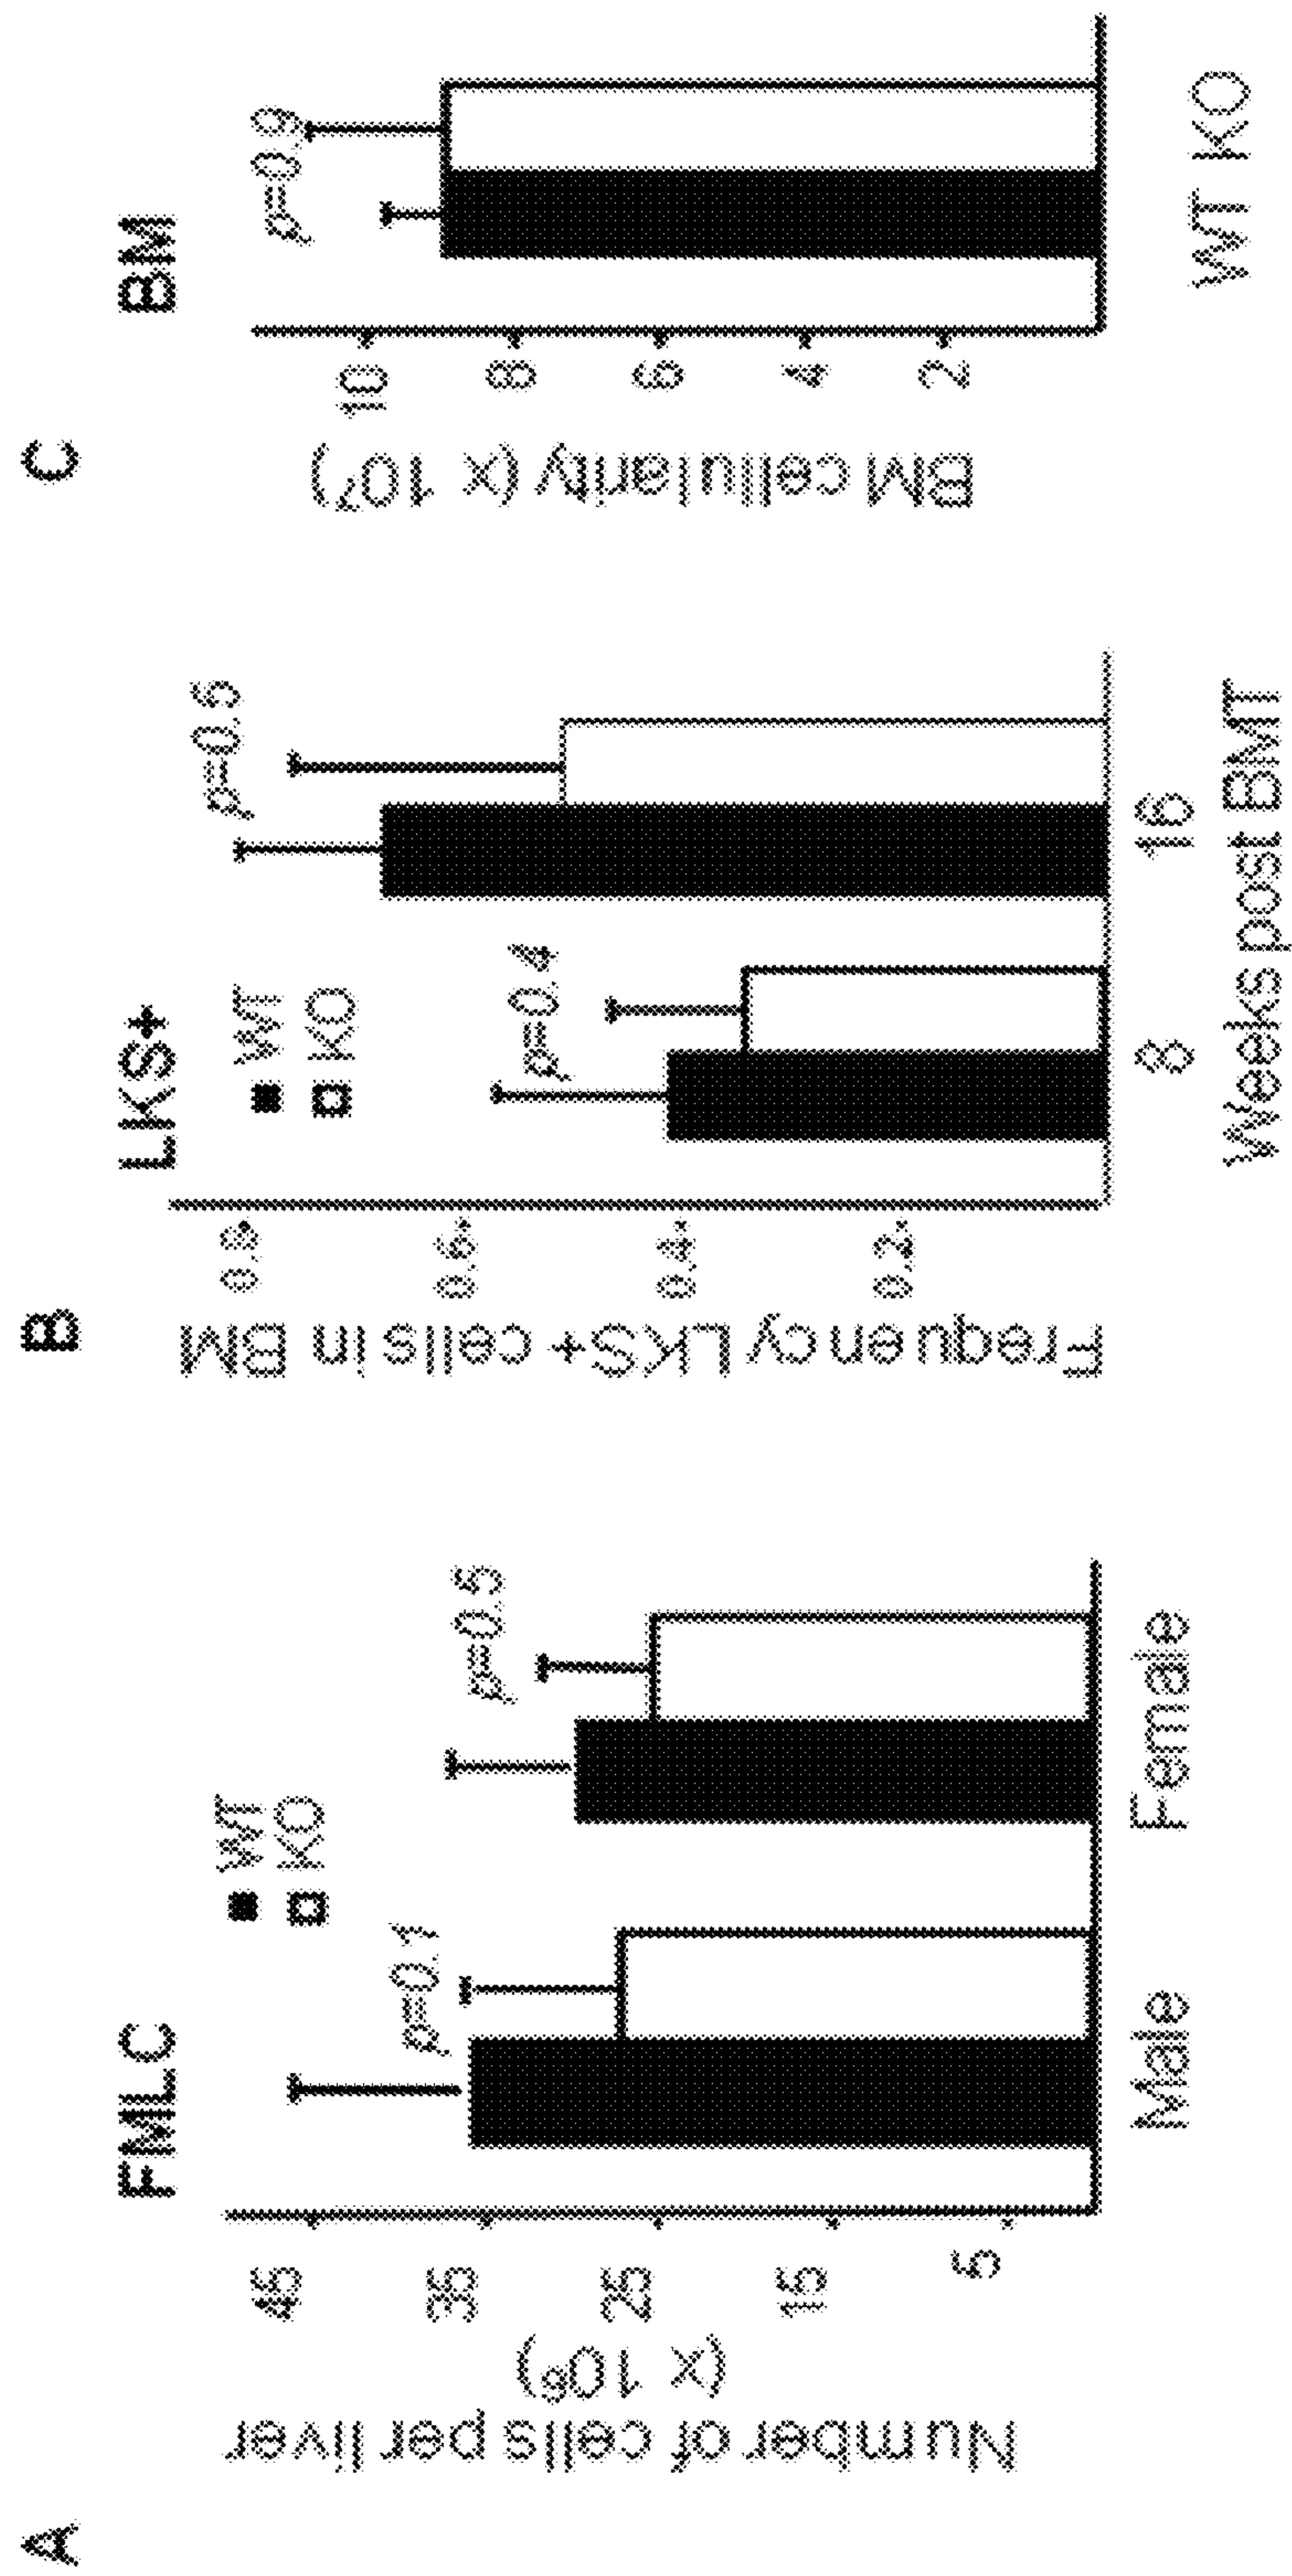 A
FMLC
Number of cells per liver
(x 10⁶)
45
35
25
15
5
WT
KO
p=0.1
p=0.5
Male
Female
B
LKS+
Frequency LKS+ cells in BM
0.8
0.6
0.4
0.2
WT
KO
p=0.4
p=0.5
8
16
Weeks post BMT
C
BM
BM cellularity (x 10⁷)
10
8
6
4
2
p=0.9
WT KO